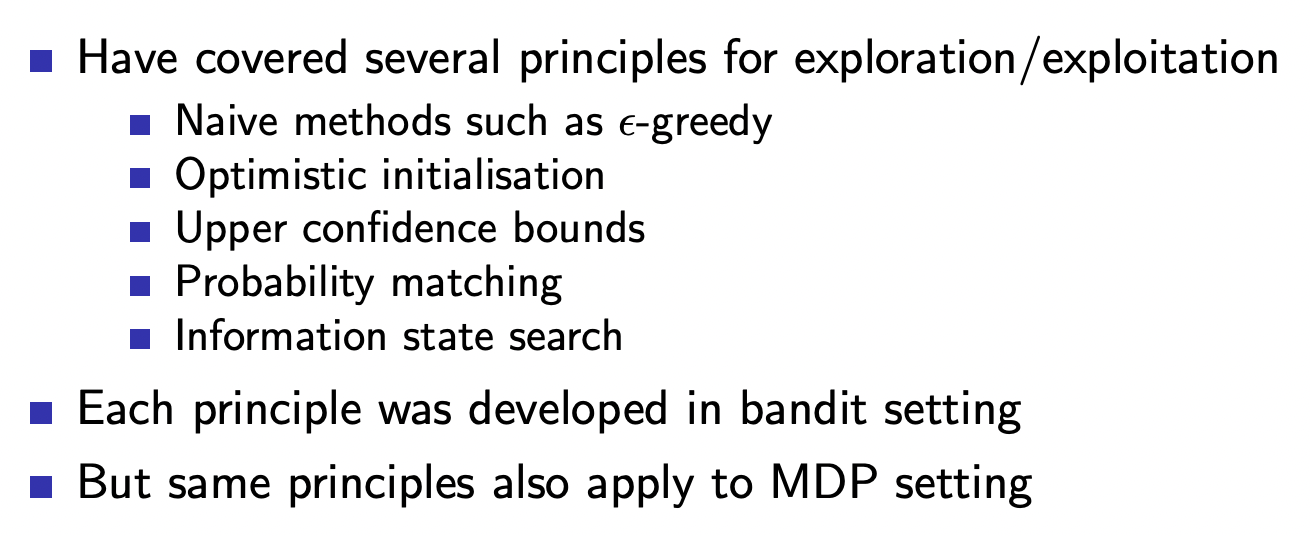 Have covered several principles for exploration/exploitation
Naive methods such as ϵ-greedy
Optimistic initialisation
Upper confidence bounds
Probability matching
Information state search
Each principle was developed in bandit setting
But same principles also apply to MDP setting